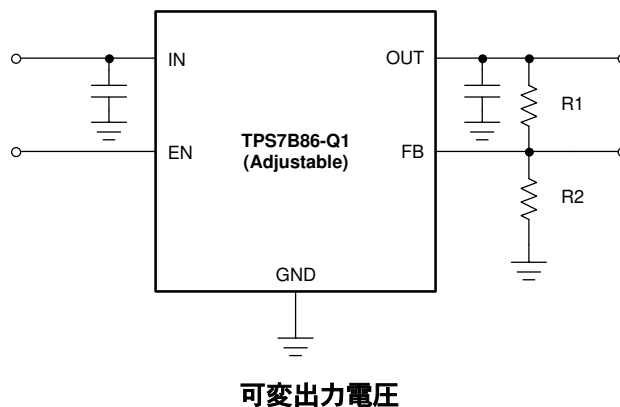 IN
OUT
R1
TPS7B86-Q1
(Adjustable)
EN
FB
R2
GND
可変出力電圧